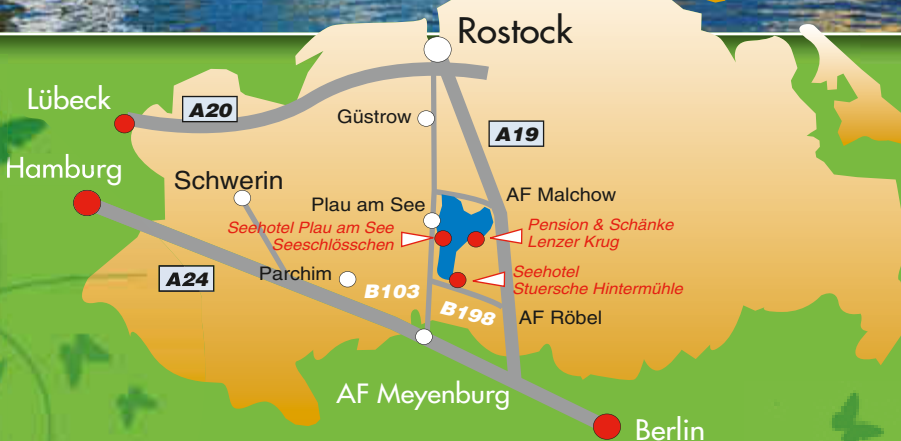 Rostock
Lübeck
A20
Güstrow
A19
Hamburg
Schwerin
AF Malchow
Plau am See
Seehotel Plau am See
Seeschlösschen
Pension & Schänke
Lenzer Krug
A24
Parchim
B103
Seehotel
Stuersche Hintermühle
B198
AF Röbel
AF Meyenburg
Berlin